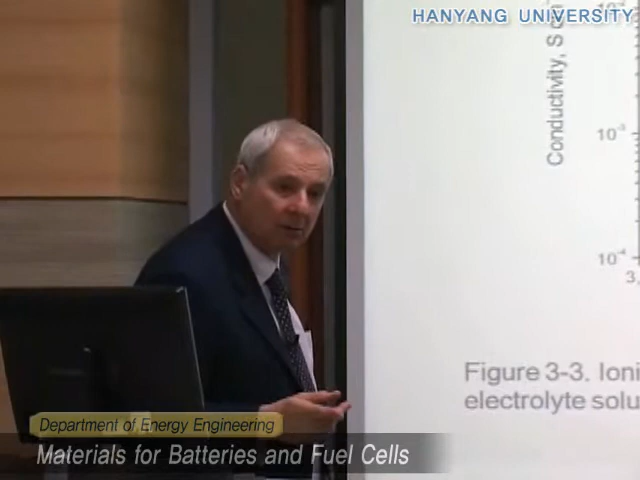 HANYANG UNIVERSITY
Conductivity, S
10⁻³
10⁻⁴
3.
Figure 3-3. Ioni
electrolyte solu
Department of Energy Engineering
Materials for Batteries and Fuel Cells